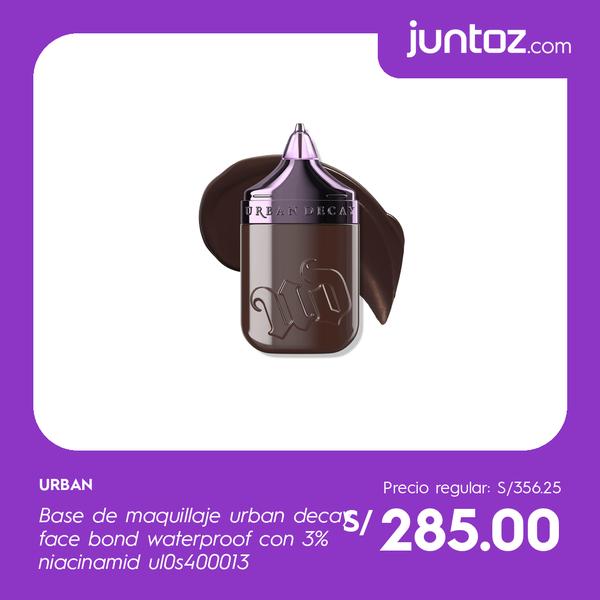 juntoz.com
URBAN DECAY
UD
URBAN
Precio regular: S/356.25
Base de maquillaje urban decay
face bond waterproof con 3%
niacinamid ul0s400013
S/ 285.00